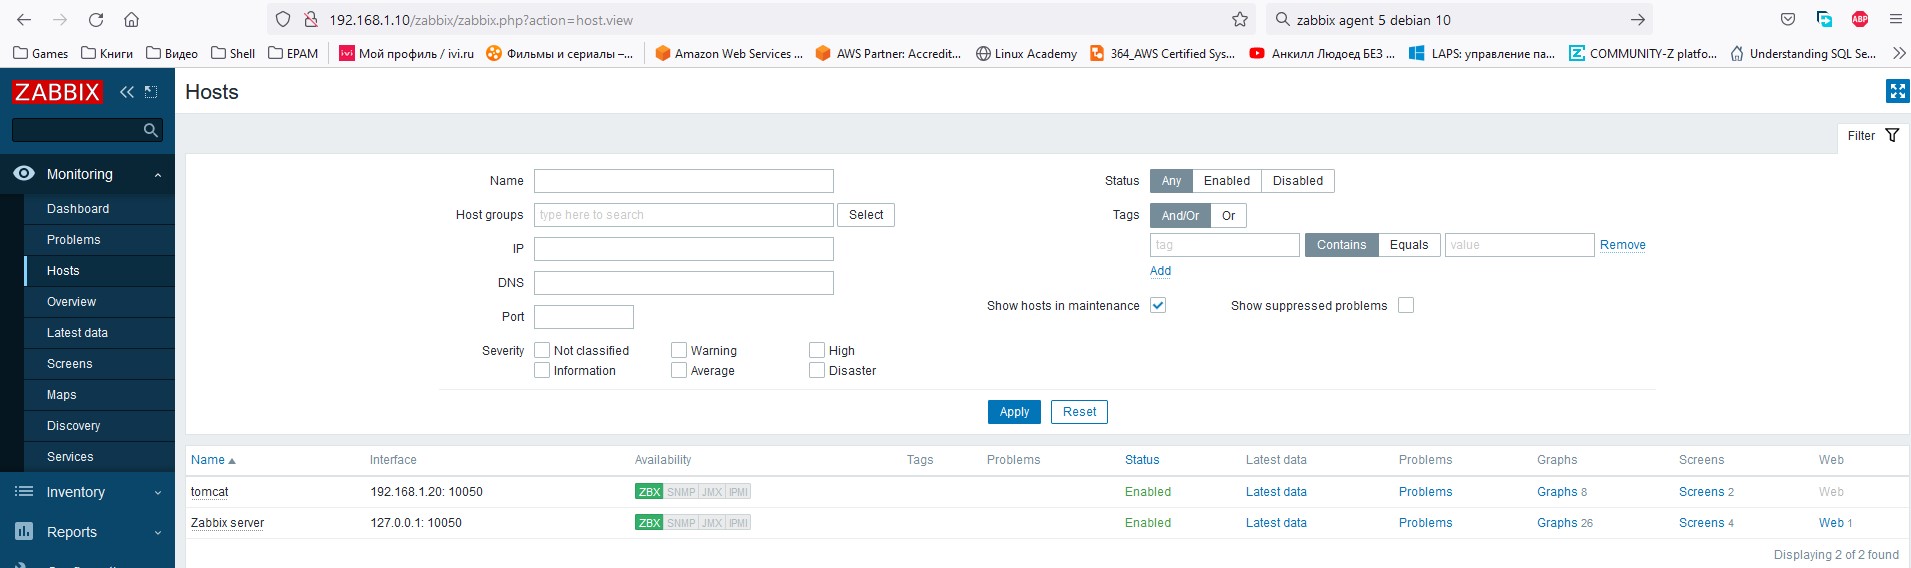 192.168.1.10/zabbix/zabbix.php?action=host.view
zabbix agent 5 debian 10
ABP
Games Книги Видео Shell EPAM ivi Мой профиль / ivi.ru Фильмы и сериалы –... Amazon Web Services ... AWS Partner: Accredit... Linux Academy 364_AWS Certified Sys... Анкилл Людоед БЕЗ ... LAPS: управление па... COMMUNITY-Z platfo... Understanding SQL Se...
ZABBIX
Hosts
Filter
Monitoring
Dashboard
Problems
Hosts
Overview
Latest data
Screens
Maps
Discovery
Services
Inventory
Reports
Name
Host groups type here to search Select
IP
DNS
Port
Severity Not classified Warning High
Information Average Disaster
Status Any Enabled Disabled
Tags And/Or Or
tag Contains Equals value Remove
Add
Show hosts in maintenance Show suppressed problems
Apply Reset
Name Interface Availability Tags Problems Status Latest data Problems Graphs Screens Web
tomcat 192.168.1.20: 10050 ZBX SNMP JMX IPMI Enabled Latest data Problems Graphs 8 Screens 2 Web
Zabbix server 127.0.0.1: 10050 ZBX SNMP JMX IPMI Enabled Latest data Problems Graphs 26 Screens 4 Web 1
Displaying 2 of 2 found